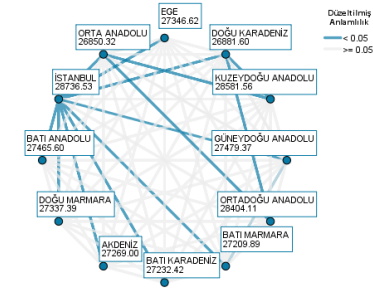 EGE
27346.62
ORTA ANADOLU
26850.32
DOĞU KARADENİZ
26881.60
Düzeltilmiş
Anlamlılık
< 0.05
>= 0.05
İSTANBUL
28736.53
KUZEYDOĞU ANADOLU
28581.56
BATI ANADOLU
27465.60
GÜNEYDOĞU ANADOLU
27479.37
DOĞU MARMARA
27337.39
ORTADOĞU ANADOLU
28404.11
AKDENİZ
27269.00
BATI MARMARA
27209.89
BATI KARADENİZ
27232.42